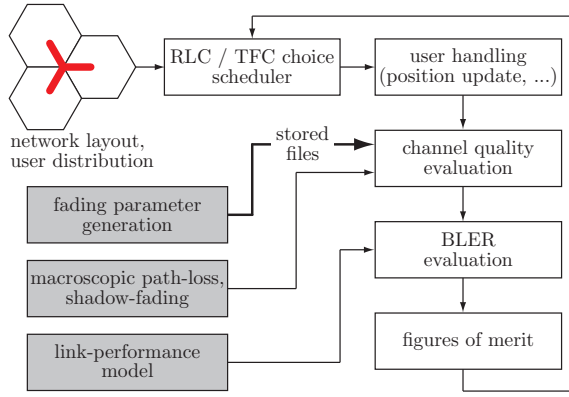 RLC / TFC choice
scheduler
user handling
(position update, ...)
network layout,
user distribution
stored
files
channel quality
evaluation
fading parameter
generation
BLER
evaluation
macroscopic path-loss,
shadow-fading
figures of merit
link-performance
model